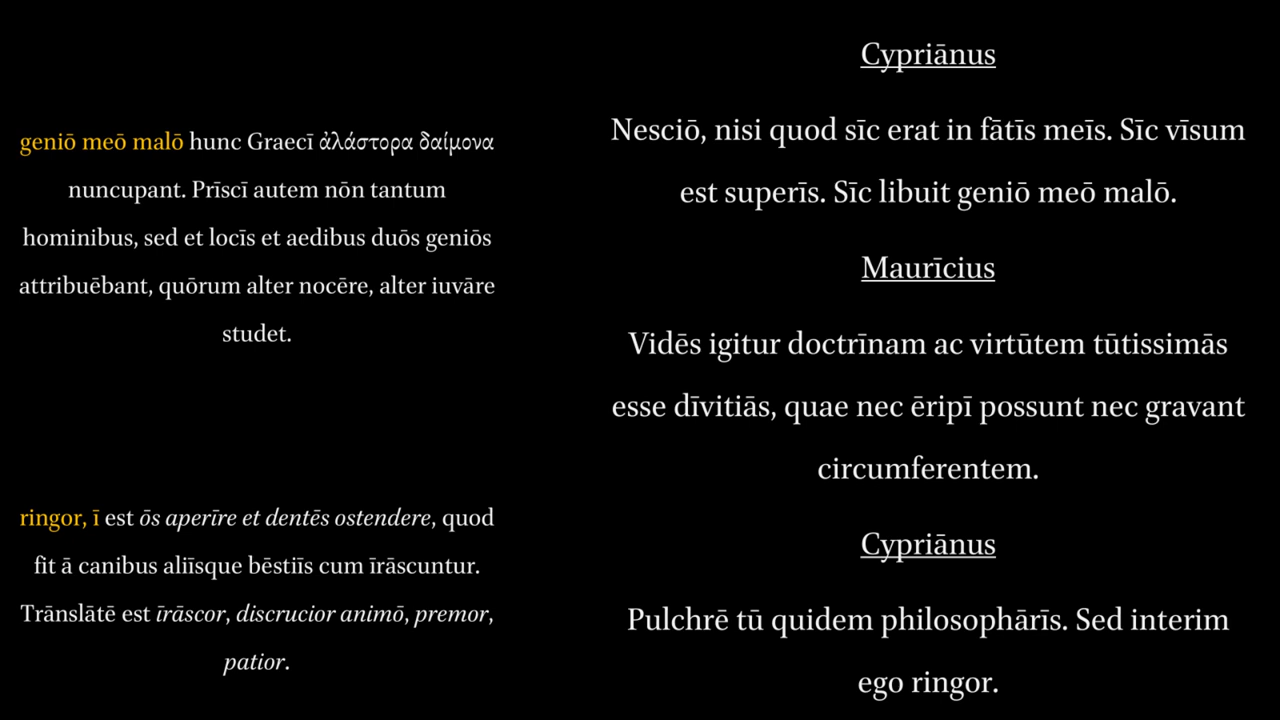 geniō meō malō hunc Graecī ἀλάστορα δαίμονα
nuncupant. Prīscī autem nōn tantum
hominibus, sed et locīs et aedibus duōs geniōs
attribuēbant, quōrum alter nocēre, alter iuvāre
studet.
ringor, ī est ōs aperīre et dentēs ostendere, quod
fit ā canibus aliīsque bēstiīs cum īrāscuntur.
Trānslātē est īrāscor, discrucior animō, premor,
patior.
Cypriānus
Nesciō, nisi quod sīc erat in fātīs meīs. Sīc vīsum
est superīs. Sīc libuit geniō meō malō.
Maurīcius
Vidēs igitur doctrīnam ac virtūtem tūtissimās
esse dīvitiās, quae nec ēripī possunt nec gravant
circumferentem.
Cypriānus
Pulchrē tū quidem philosophārīs. Sed interim
ego ringor.